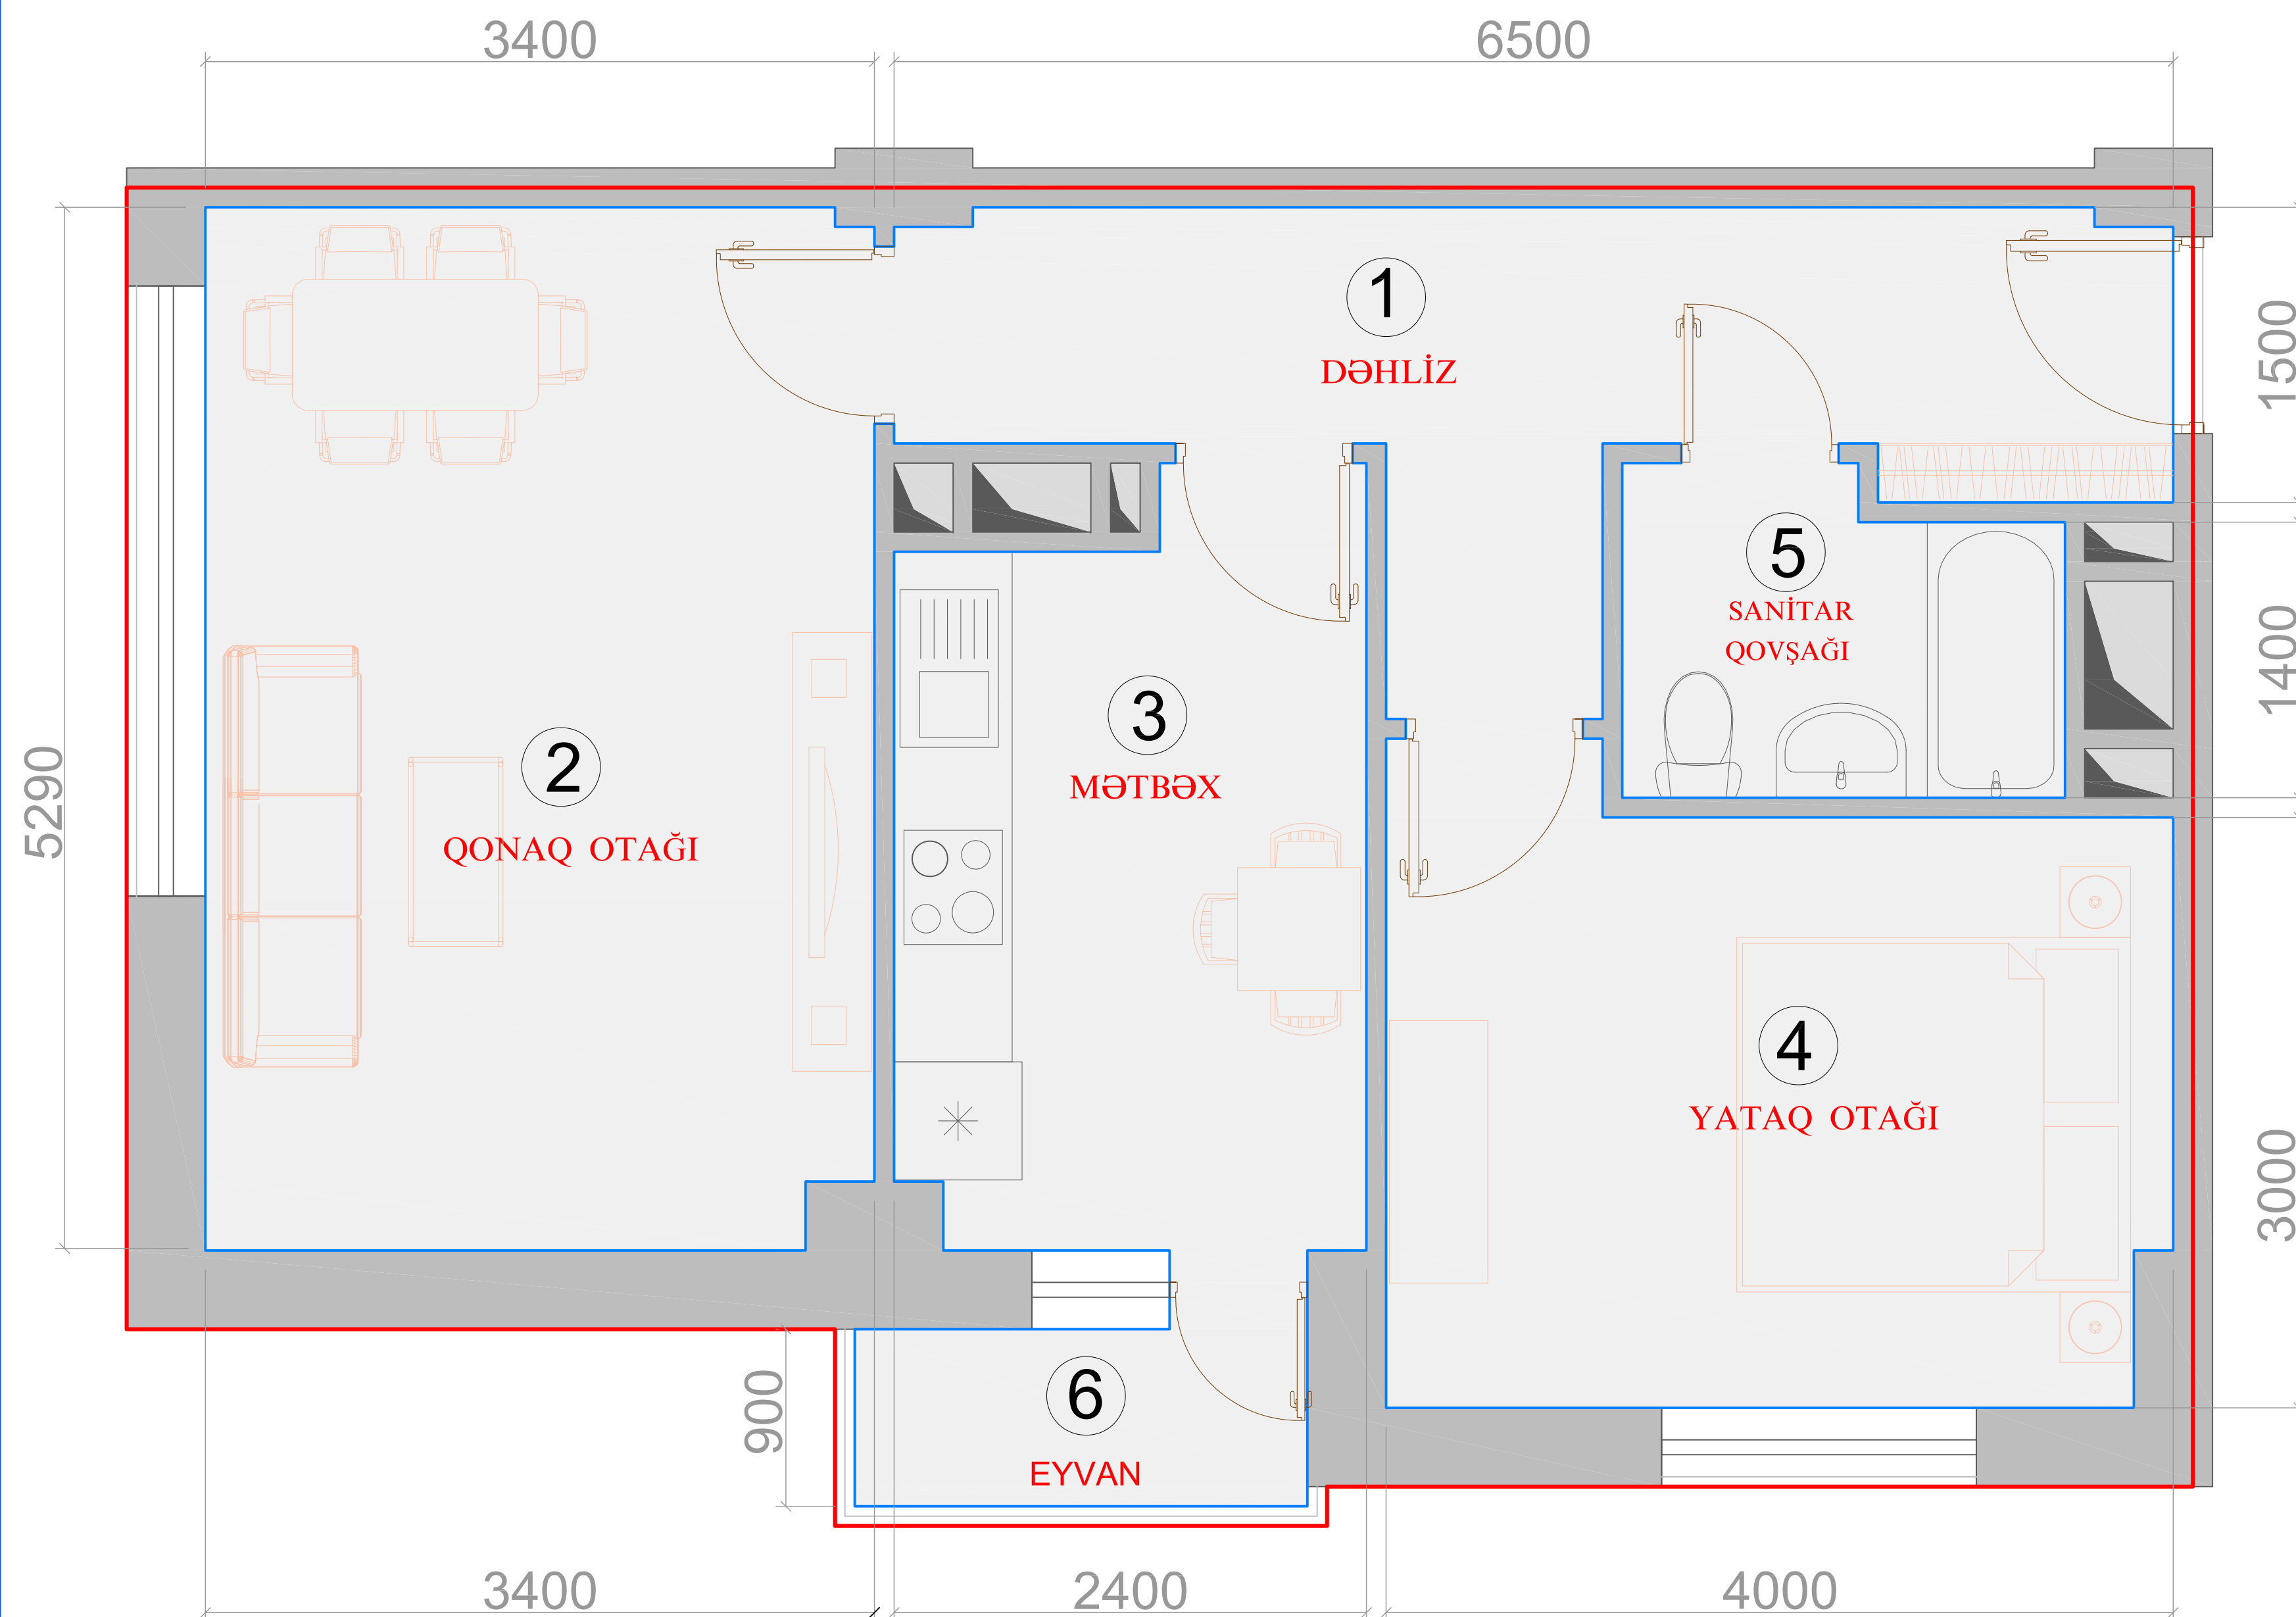 3400
6500
1
DƏHLİZ
1500
5
SANİTAR
QOVŞAĞI
1400
3
MƏTBƏX
2
QONAQ OTAĞI
5290
4
YATAQ OTAĞI
3000
6
EYVAN
900
3400
2400
4000